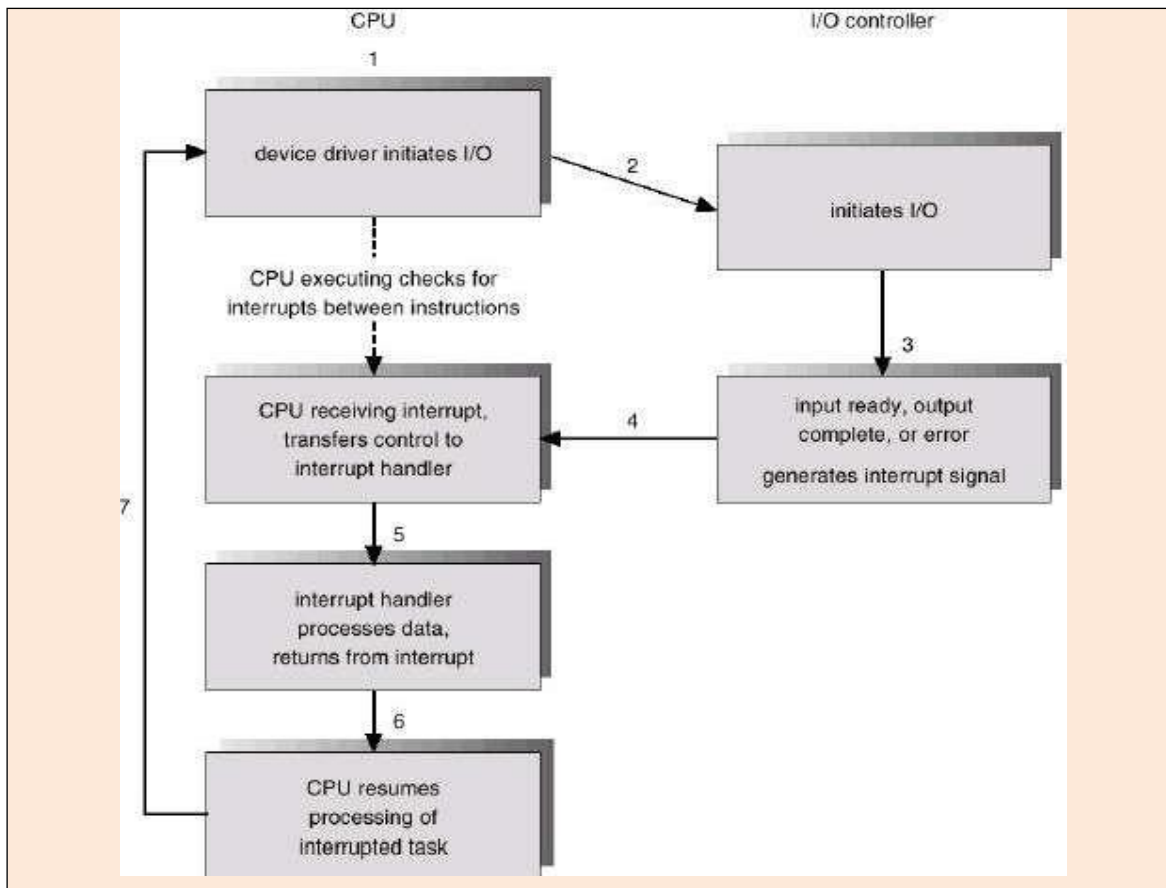 CPU
I/O controller
1
device driver initiates I/O
2
initiates I/O
CPU executing checks for
interrupts between instructions
3
CPU receiving interrupt,
transfers control to
interrupt handler
4
input ready, output
complete, or error
generates interrupt signal
7
5
interrupt handler
processes data,
returns from interrupt
6
CPU resumes
processing of
interrupted task